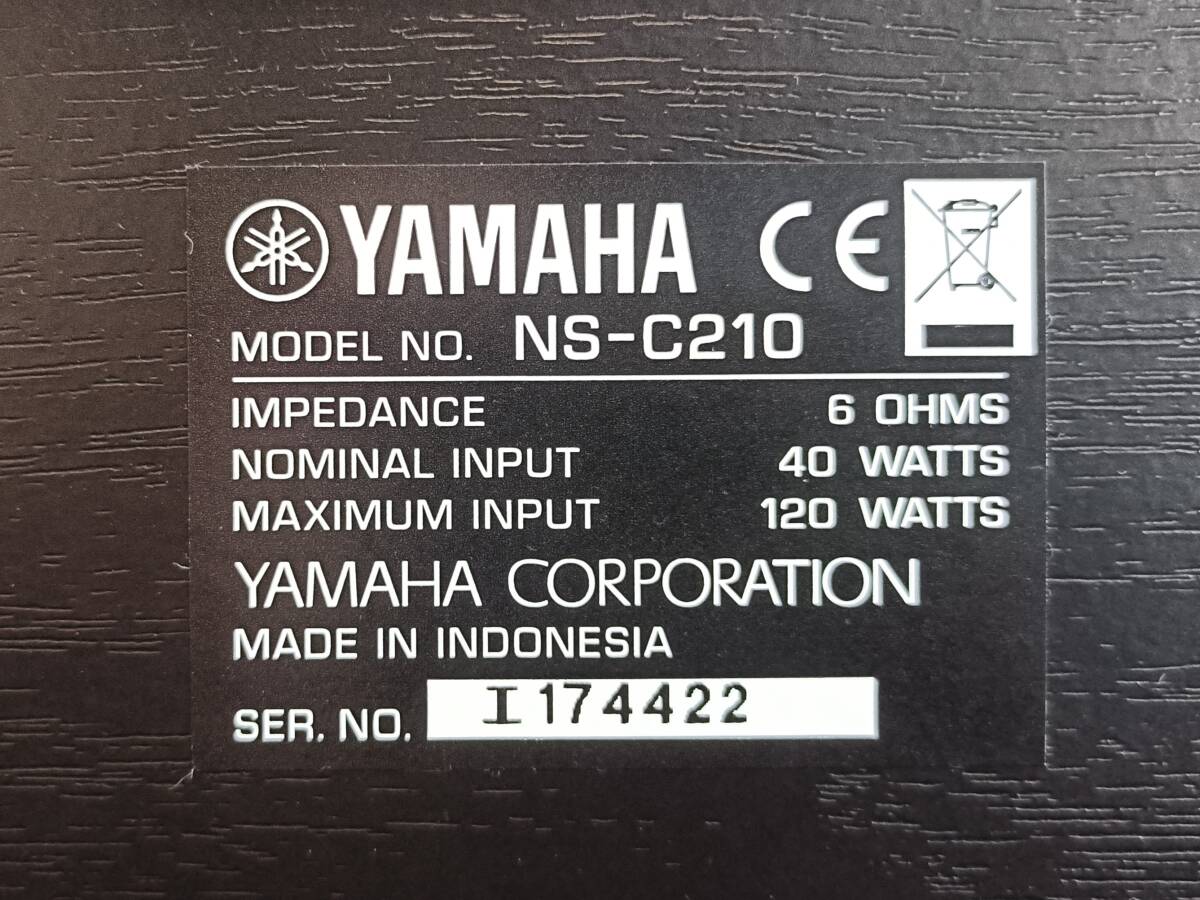 YAMAHA CE
MODEL NO. NS-C210
IMPEDANCE 6 OHMS
NOMINAL INPUT 40 WATTS
MAXIMUM INPUT 120 WATTS
YAMAHA CORPORATION
MADE IN INDONESIA
SER. NO. I174422